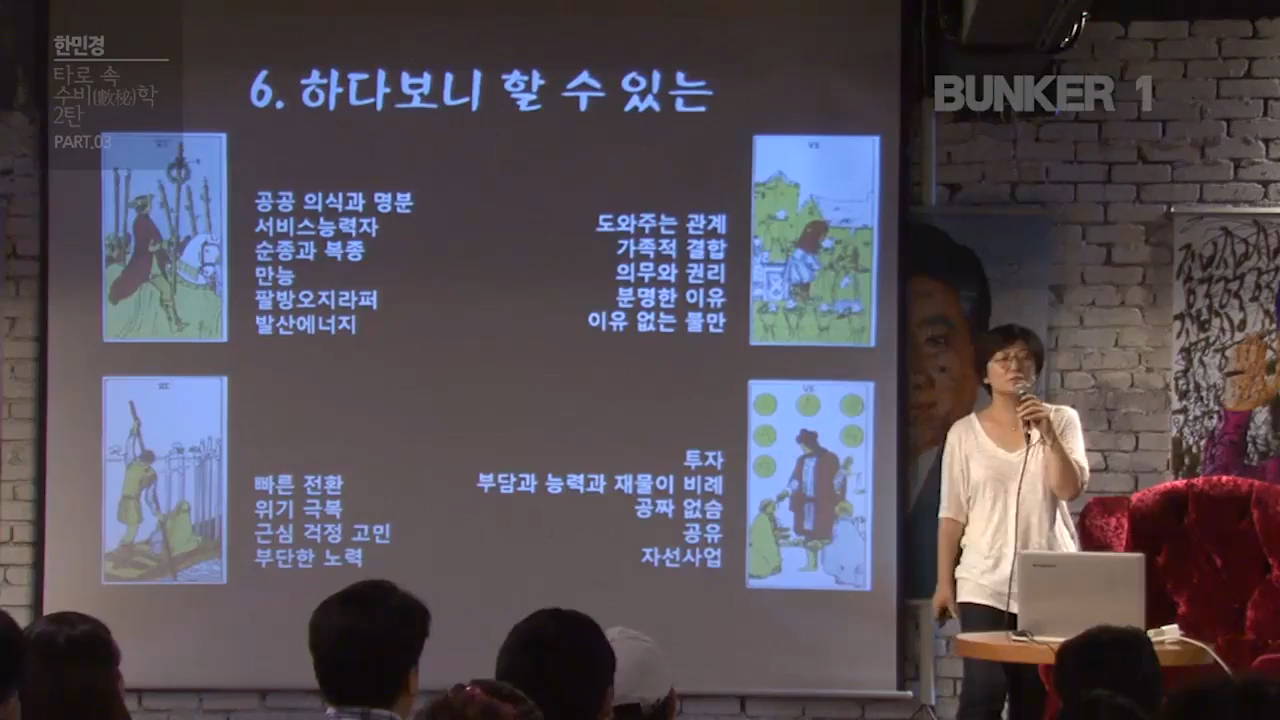 한민경
타로 속
수비(數秘)학
2탄
PART.03
BUNKER 1
6. 하다보니 할 수 있는
공공 의식과 명분
서비스능력자
순종과 복종
만능
팔방오지라퍼
발산에너지
도와주는 관계
가족적 결합
의무와 권리
분명한 이유
이유 없는 불만
빠른 전환
위기 극복
근심 걱정 고민
부단한 노력
투자
부담과 능력과 재물이 비례
공짜 없슴
공유
자선사업